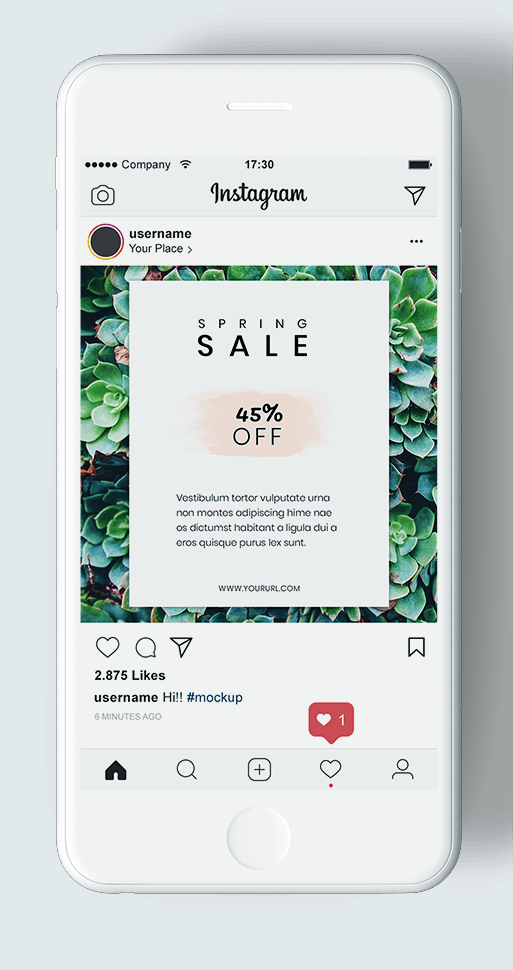 ●●●●● Company 17:30
Instagram
username
Your Place >
SPRING
SALE
45%
OFF
Vestibulum tortor vulputate urna
non montes adipiscing hime nae
os dictumst habitant a ligula dui a
eros quisque purus lex sunt.
WWW.YOURURL.COM
2.875 Likes
username Hi!! #mockup
6 MINUTES AGO
1